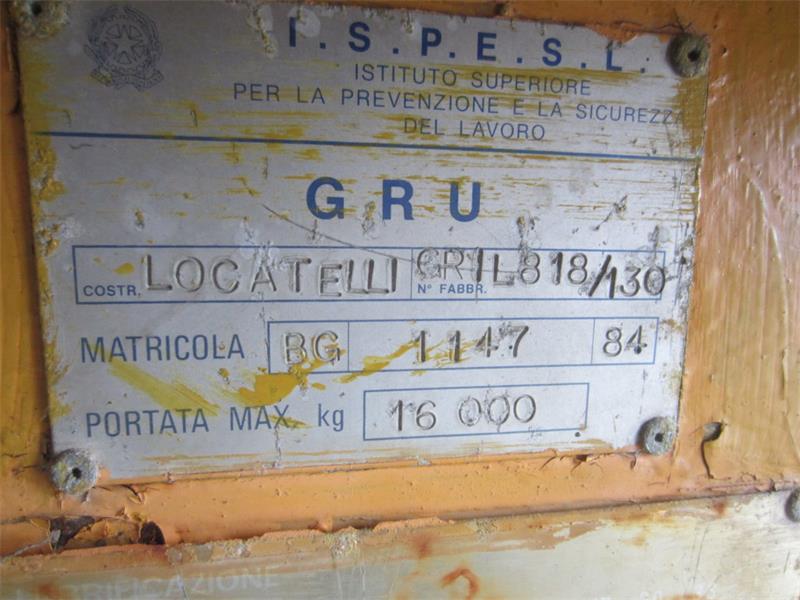 I.S.P.E.S.L.
ISTITUTO SUPERIORE
PER LA PREVENZIONE E LA SICUREZZA
DEL LAVORO
GRU
COSTR. LOCATELLI N° FABBR. GRIL818/130
MATRICOLA BG 1147 84
PORTATA MAX. kg 16 000